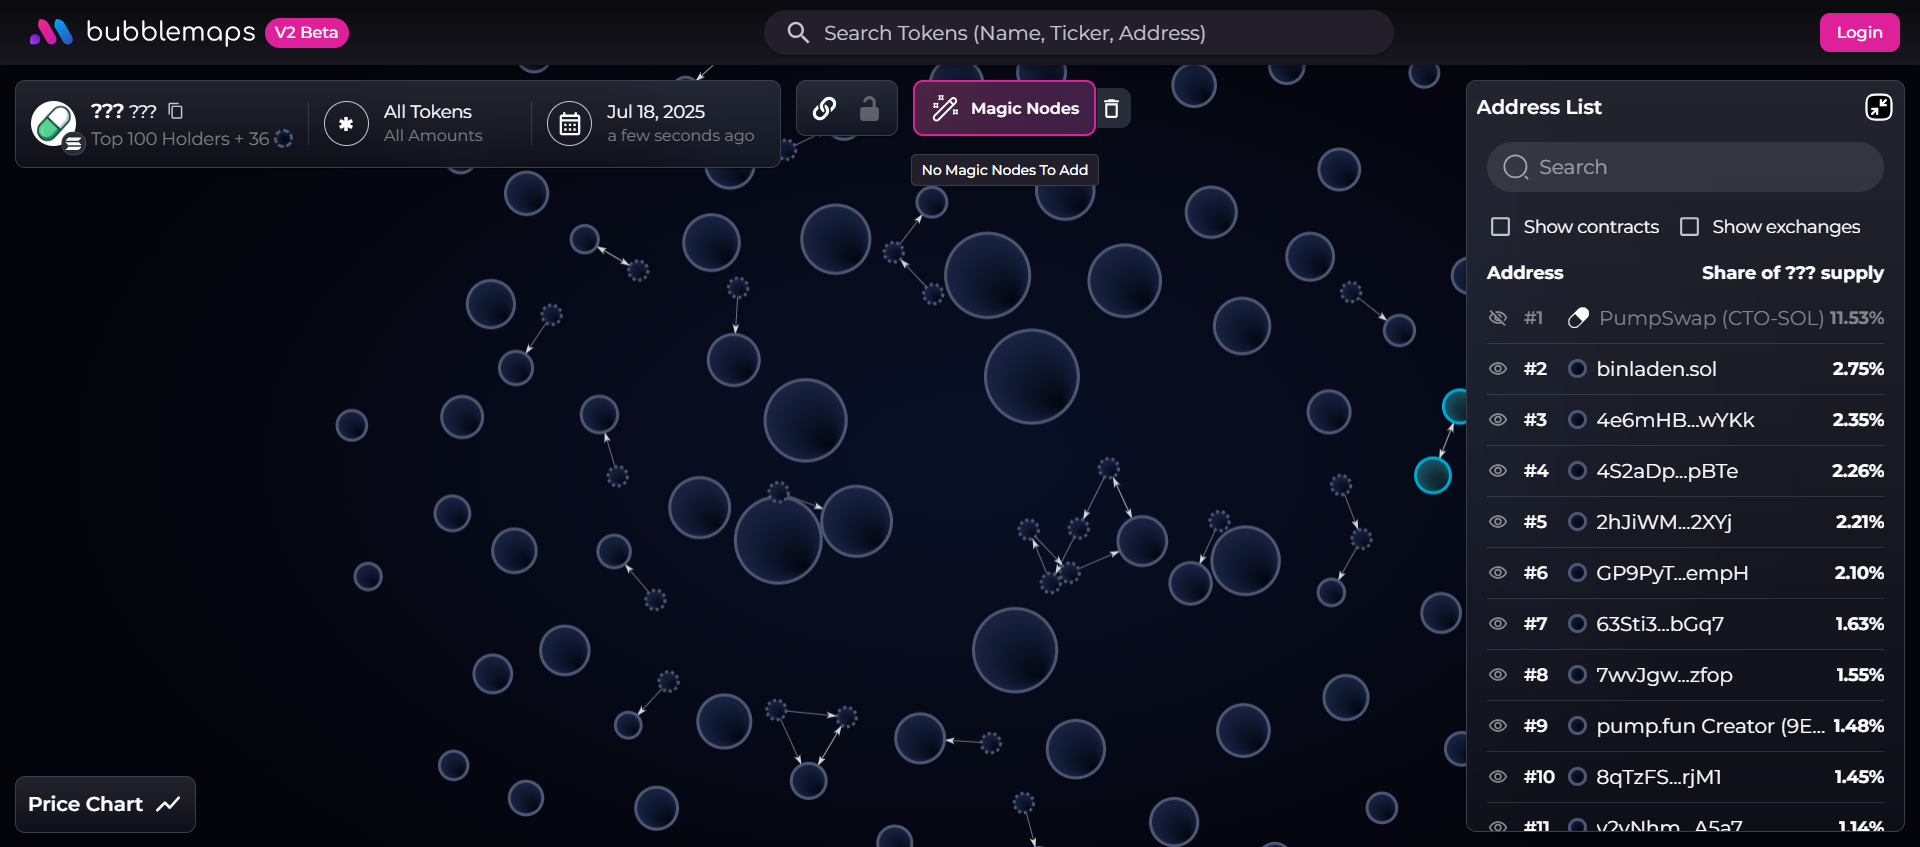 bubblemaps V2 Beta
Search Tokens (Name, Ticker, Address)
Login
??? ???
Top 100 Holders + 36
All Tokens
All Amounts
Jul 18, 2025
a few seconds ago
Magic Nodes
No Magic Nodes To Add
Address List
Search
Show contracts Show exchanges
Address Share of ??? supply
#1 PumpSwap (CTO-SOL) 11.53%
#2 binladen.sol 2.75%
#3 4e6mHB...wYKk 2.35%
#4 4S2aDp...pBTe 2.26%
#5 2hJiWM...2XYj 2.21%
#6 GP9PyT...empH 2.10%
#7 63Sti3...bGq7 1.63%
#8 7wvJgw...zfop 1.55%
#9 pump.fun Creator (9E... 1.48%
#10 8qTzFS...rjM1 1.45%
#11 1.14%
Price Chart